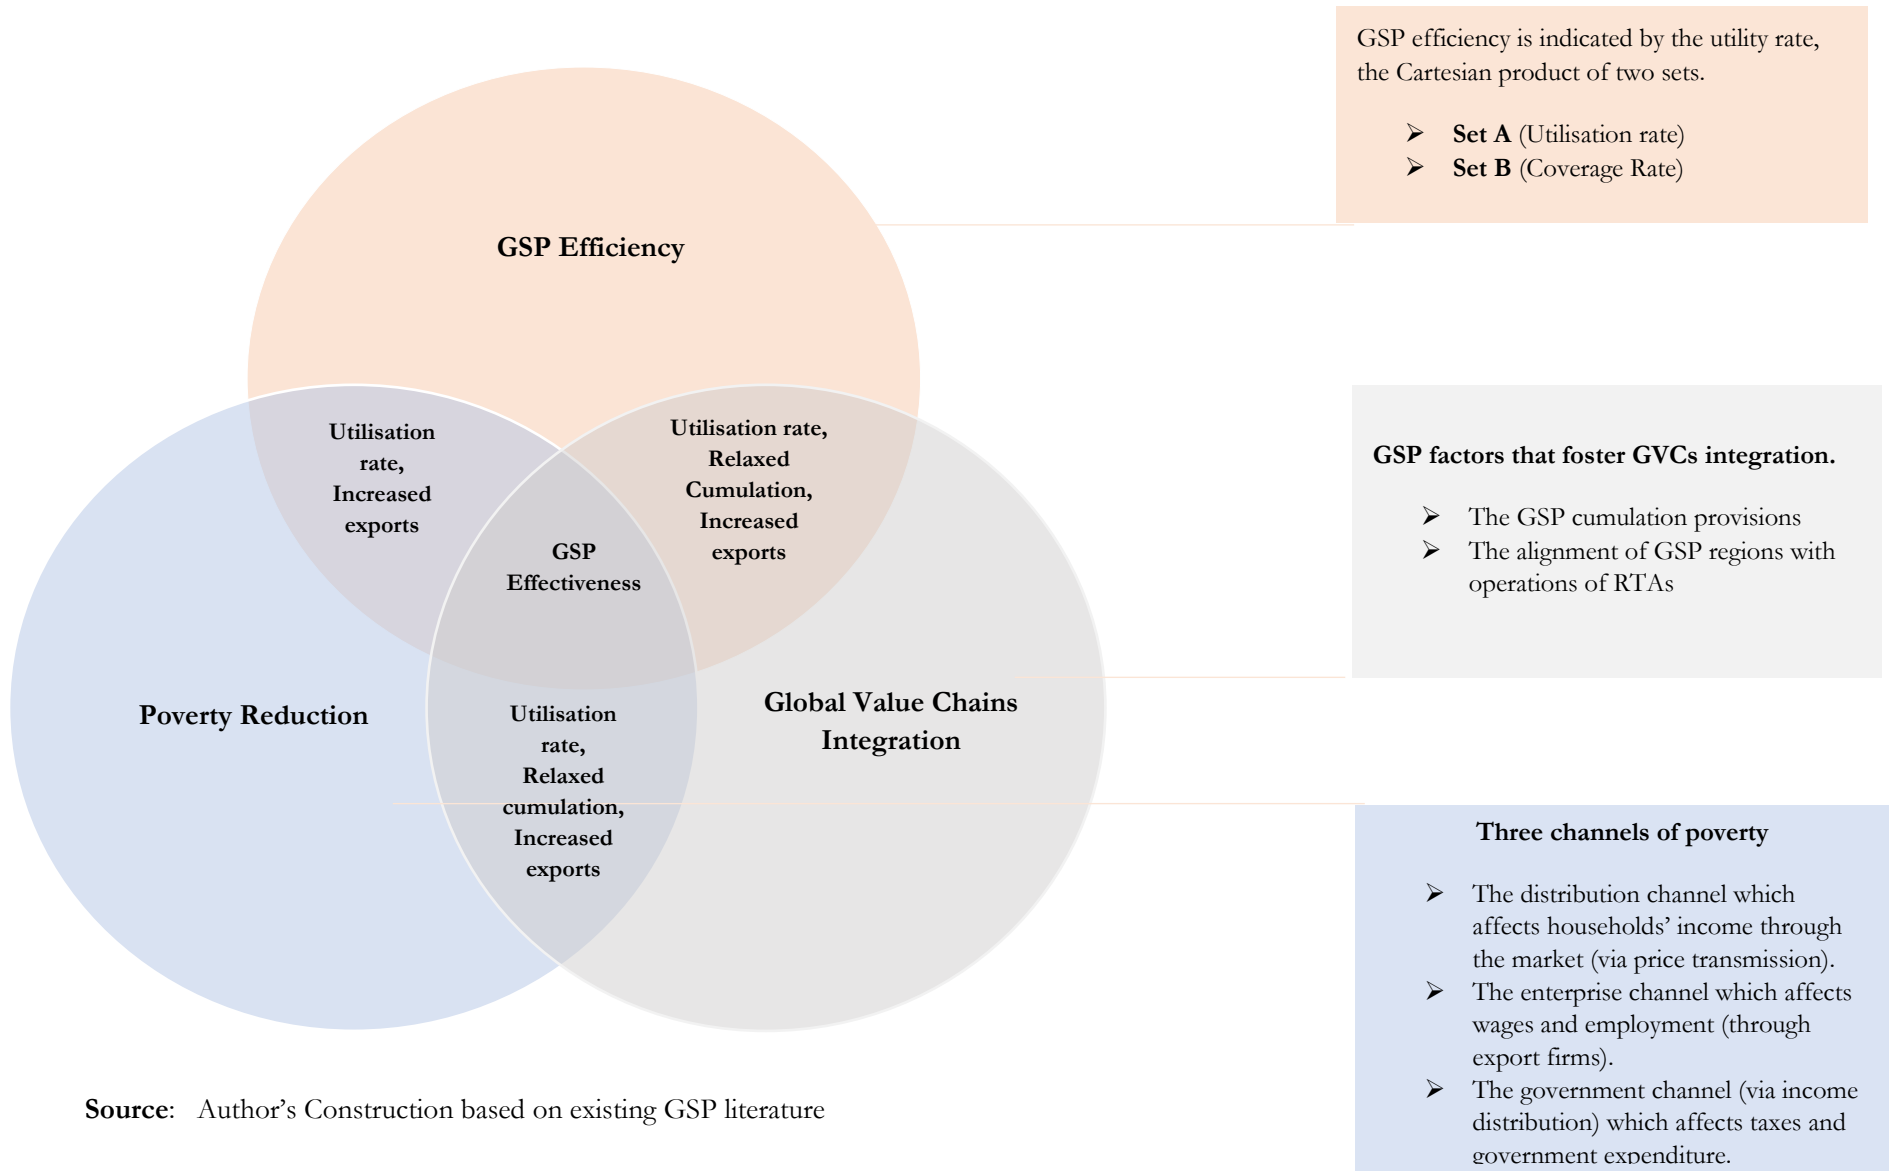 GSP efficiency is indicated by the utility rate,
the Cartesian product of two sets.
➢ Set A (Utilisation rate)
➢ Set B (Coverage Rate)
GSP Efficiency
Utilisation
rate,
Increased
exports
Utilisation rate,
Relaxed
Cumulation,
Increased
exports
GSP
Effectiveness
GSP factors that foster GVCs integration.
➢ The GSP cumulation provisions
➢ The alignment of GSP regions with
operations of RTAs
Poverty Reduction
Utilisation
rate,
Relaxed
cumulation,
Increased
exports
Global Value Chains
Integration
Three channels of poverty
➢ The distribution channel which
affects households’ income through
the market (via price transmission).
➢ The enterprise channel which affects
wages and employment (through
export firms).
➢ The government channel (via income
distribution) which affects taxes and
government expenditure.
Source: Author’s Construction based on existing GSP literature